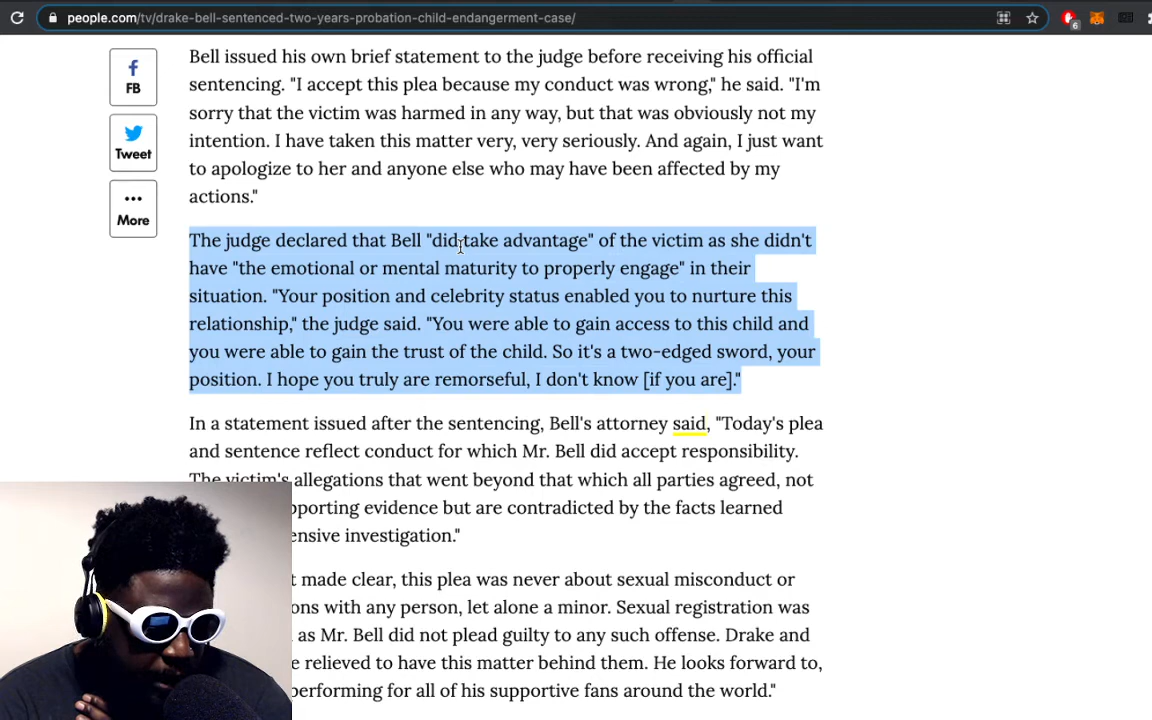 people.com/tv/drake-bell-sentenced-two-years-probation-child-endangerment-case/
6
FB
Tweet
More
Bell issued his own brief statement to the judge before receiving his official
sentencing. "I accept this plea because my conduct was wrong," he said. "I'm
sorry that the victim was harmed in any way, but that was obviously not my
intention. I have taken this matter very, very seriously. And again, I just want
to apologize to her and anyone else who may have been affected by my
actions."
The judge declared that Bell "did take advantage" of the victim as she didn't
have "the emotional or mental maturity to properly engage" in their
situation. "Your position and celebrity status enabled you to nurture this
relationship," the judge said. "You were able to gain access to this child and
you were able to gain the trust of the child. So it's a two-edged sword, your
position. I hope you truly are remorseful, I don't know [if you are]."
In a statement issued after the sentencing, Bell's attorney said, "Today's plea
and sentence reflect conduct for which Mr. Bell did accept responsibility.
The victim's allegations that went beyond that which all parties agreed, not
pporting evidence but are contradicted by the facts learned
ensive investigation."
t made clear, this plea was never about sexual misconduct or
ons with any person, let alone a minor. Sexual registration was
as Mr. Bell did not plead guilty to any such offense. Drake and
e relieved to have this matter behind them. He looks forward to,
performing for all of his supportive fans around the world."